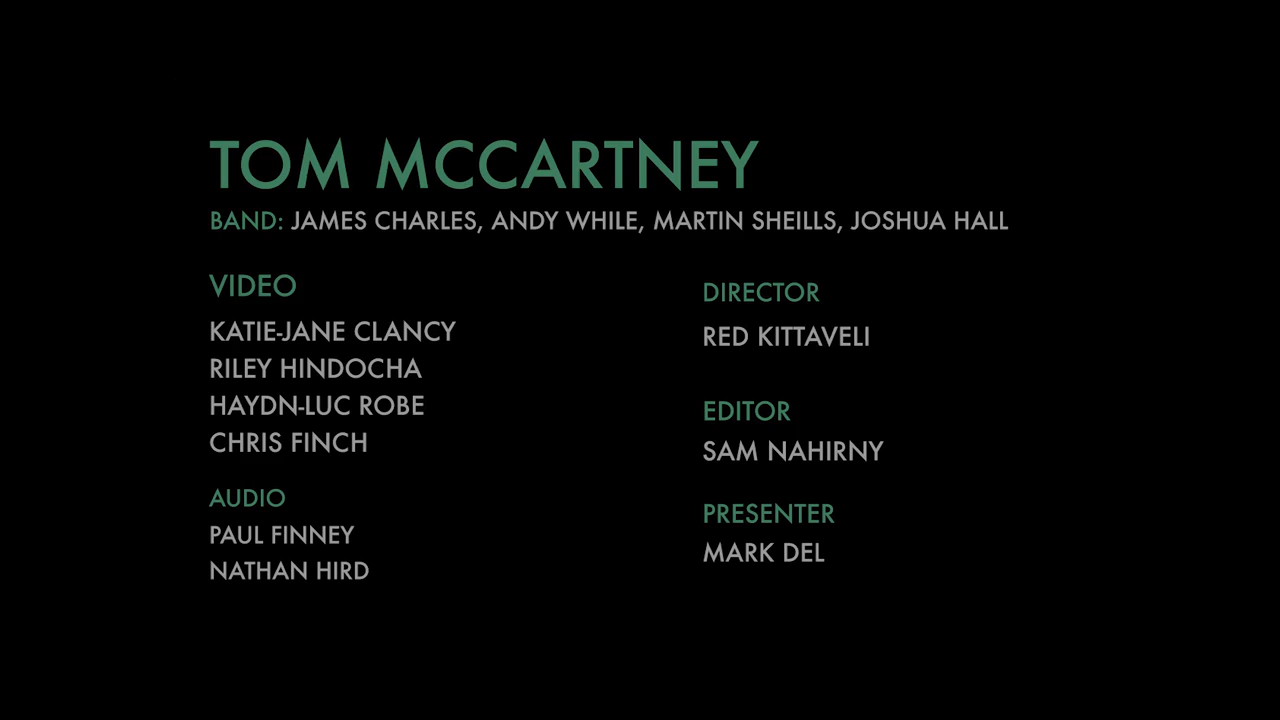 TOM MCCARTNEY
BAND: JAMES CHARLES, ANDY WHILE, MARTIN SHEILLS, JOSHUA HALL
VIDEO
KATIE-JANE CLANCY
RILEY HINDOCHA
HAYDN-LUC ROBE
CHRIS FINCH
AUDIO
PAUL FINNEY
NATHAN HIRD
DIRECTOR
RED KITTAVELI
EDITOR
SAM NAHIRNY
PRESENTER
MARK DEL